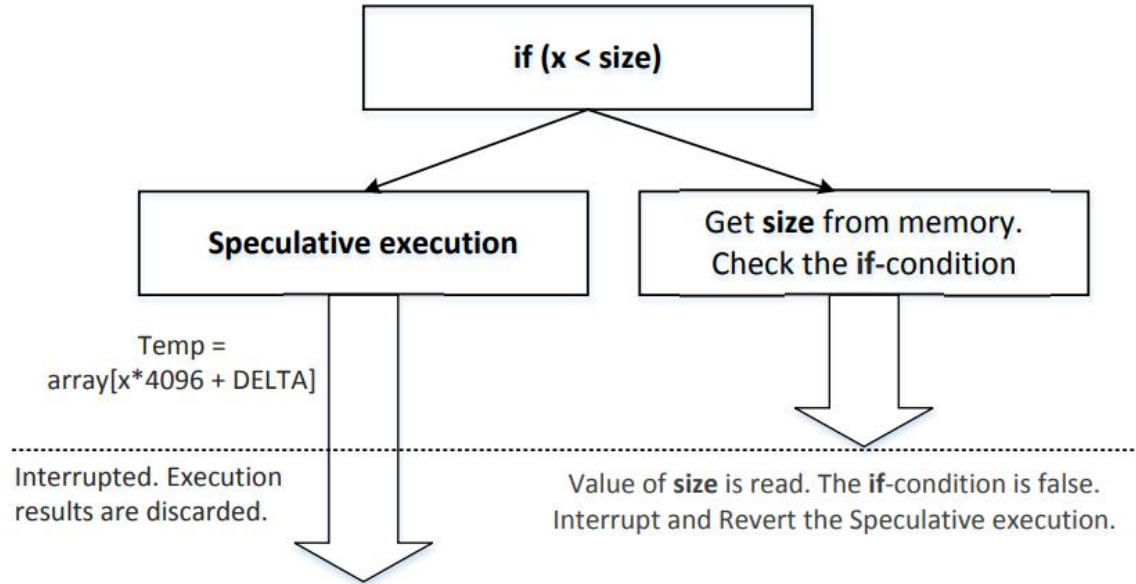 if (x < size)
Speculative execution
Get size from memory.
Check the if-condition
Temp =
array[x*4096 + DELTA]
Interrupted. Execution
results are discarded.
Value of size is read. The if-condition is false.
Interrupt and Revert the Speculative execution.